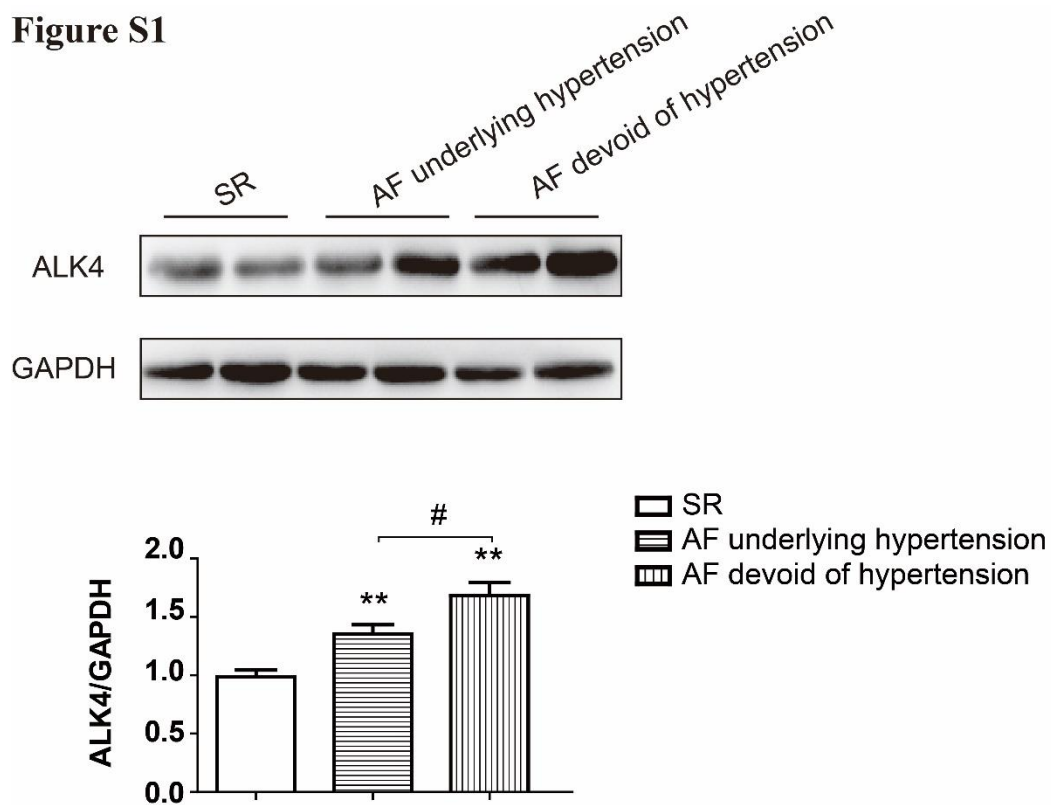 Figure S1
SR
AF underlying hypertension
AF devoid of hypertension
ALK4
GAPDH
SR
AF underlying hypertension
AF devoid of hypertension
#
**
**
ALK4/GAPDH
2.0
1.5
1.0
0.5
0.0